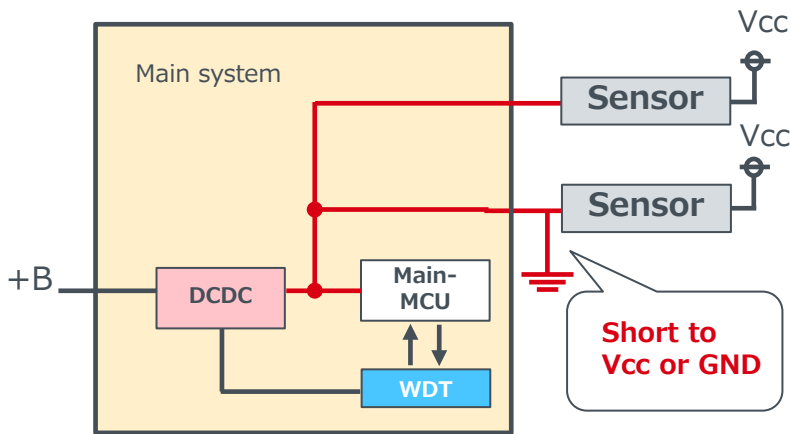 Vcc
Main system
Sensor
Vcc
Sensor
+B
DCDC
Main-
MCU
WDT
Short to
Vcc or GND